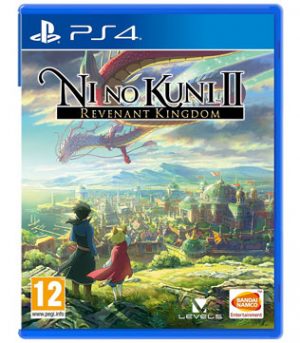 PS4
NI NO KUNI II
REVENANT KINGDOM
12
www.pegi.info
LEVEL5
BANDAI
NAMCO
Entertainment